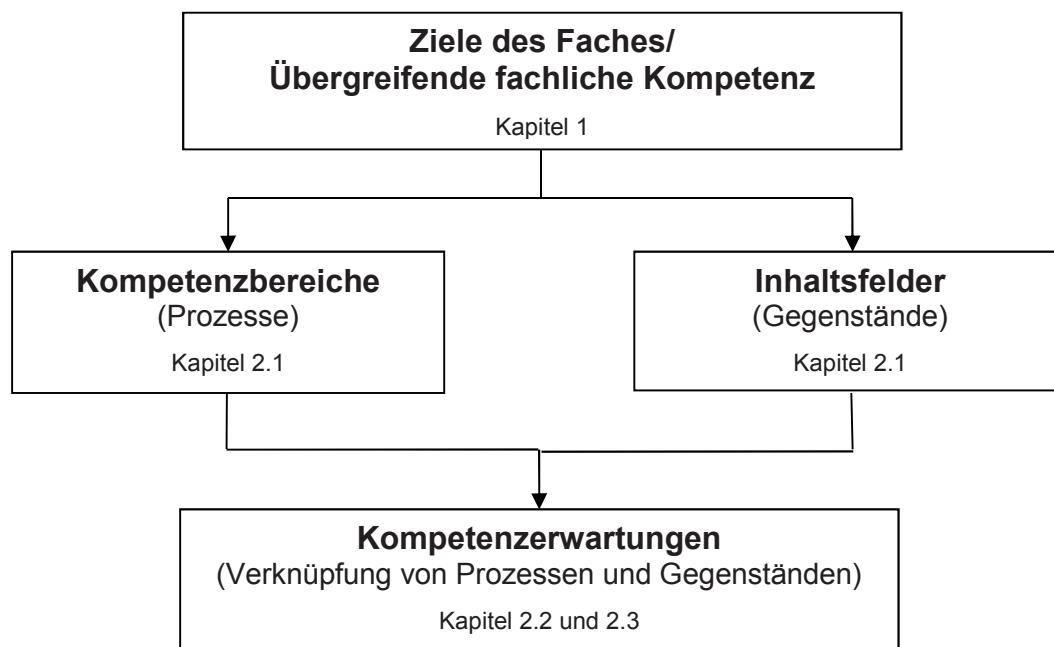 Ziele des Faches/
Übergreifende fachliche Kompetenz
Kapitel 1
Kompetenzbereiche
(Prozesse)
Kapitel 2.1
Inhaltsfelder
(Gegenstände)
Kapitel 2.1
Kompetenzerwartungen
(Verknüpfung von Prozessen und Gegenständen)
Kapitel 2.2 und 2.3